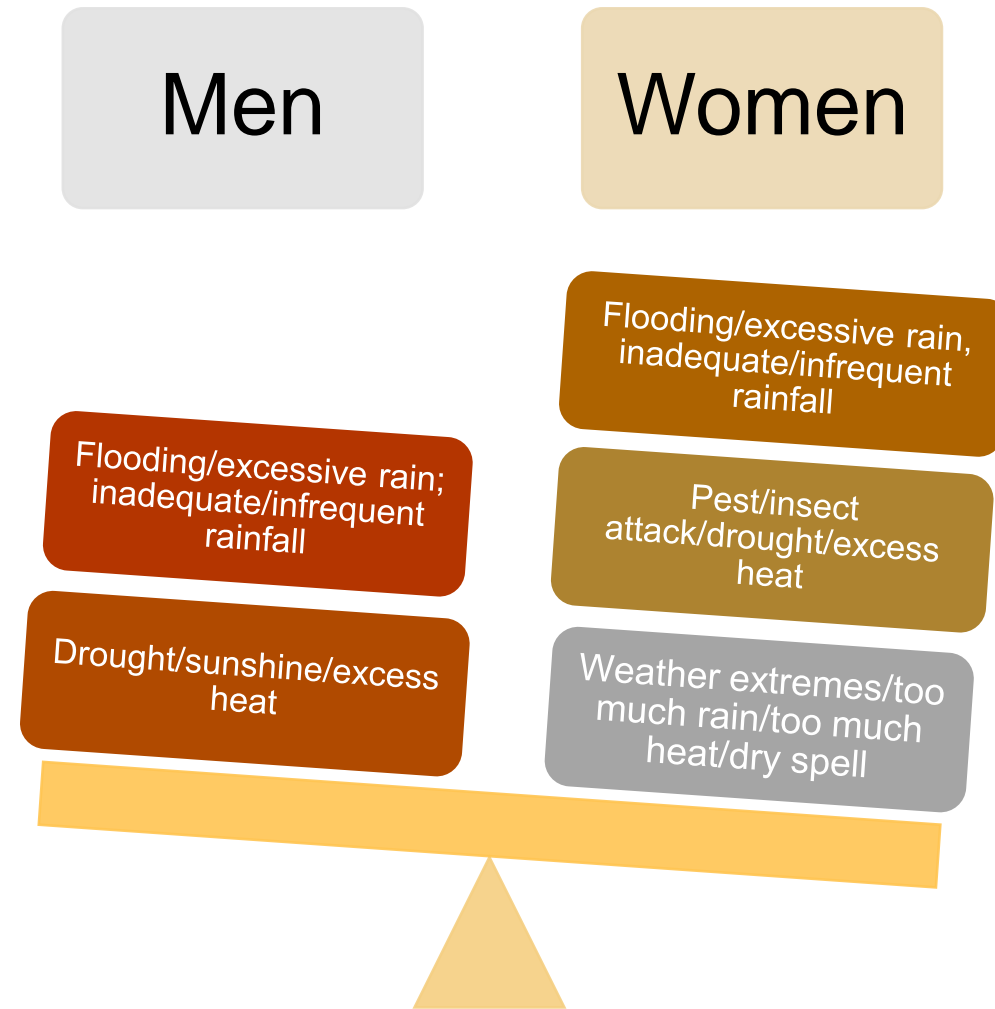 Men
Women
Flooding/excessive rain;
inadequate/infrequent
rainfall
Drought/sunshine/excess
heat
Flooding/excessive rain,
inadequate/infrequent
rainfall
Pest/insect
attack/drought/excess
heat
Weather extremes/too
much rain/too much
heat/dry spell